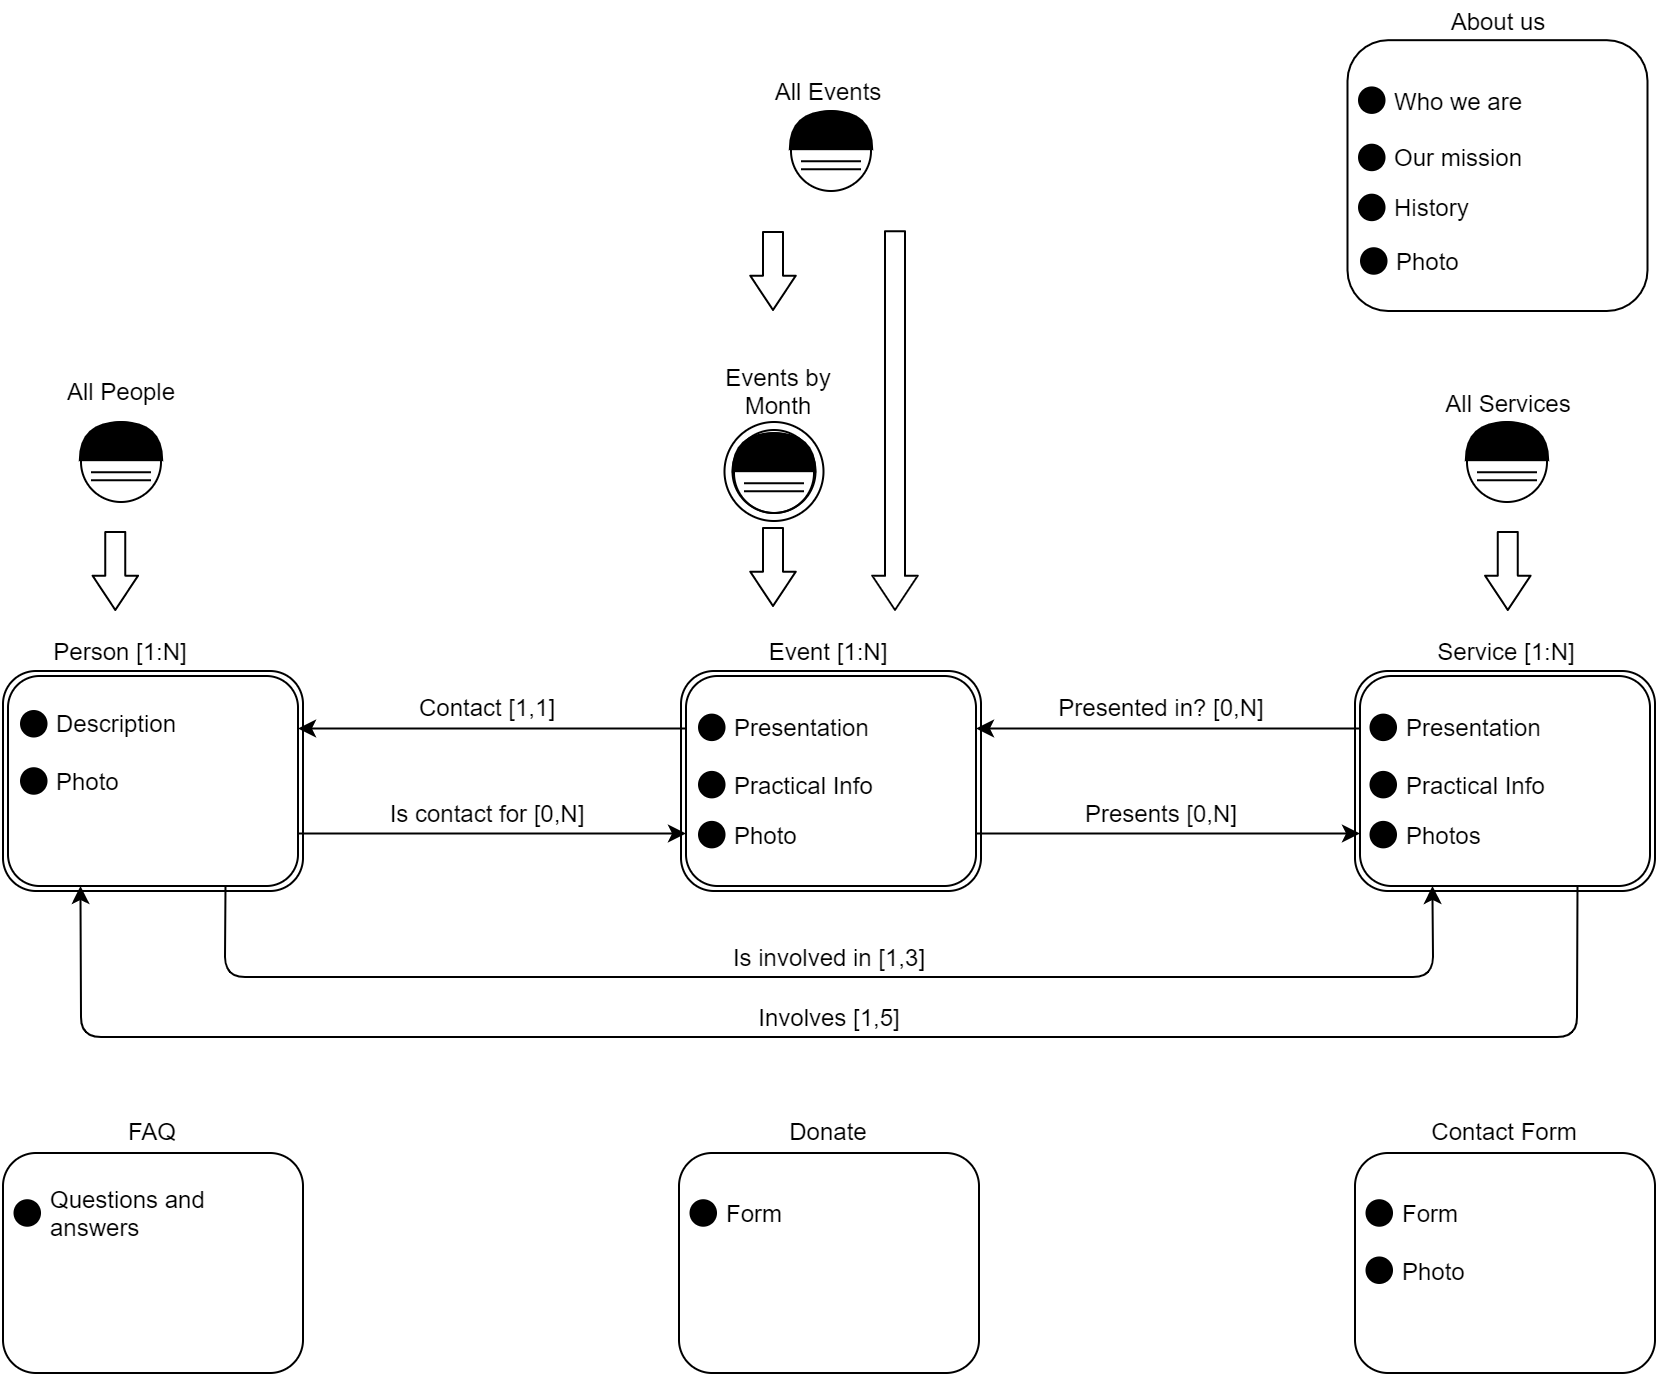 About us
Who we are
Our mission
History
Photo
All Events
Events by
Month
All People
All Services
Person [1:N]
Description
Photo
Event [1:N]
Presentation
Practical Info
Photo
Service [1:N]
Presentation
Practical Info
Photos
Contact [1,1]
Is contact for [0,N]
Presented in? [0,N]
Presents [0,N]
Is involved in [1,3]
Involves [1,5]
FAQ
Questions and
answers
Donate
Form
Contact Form
Form
Photo